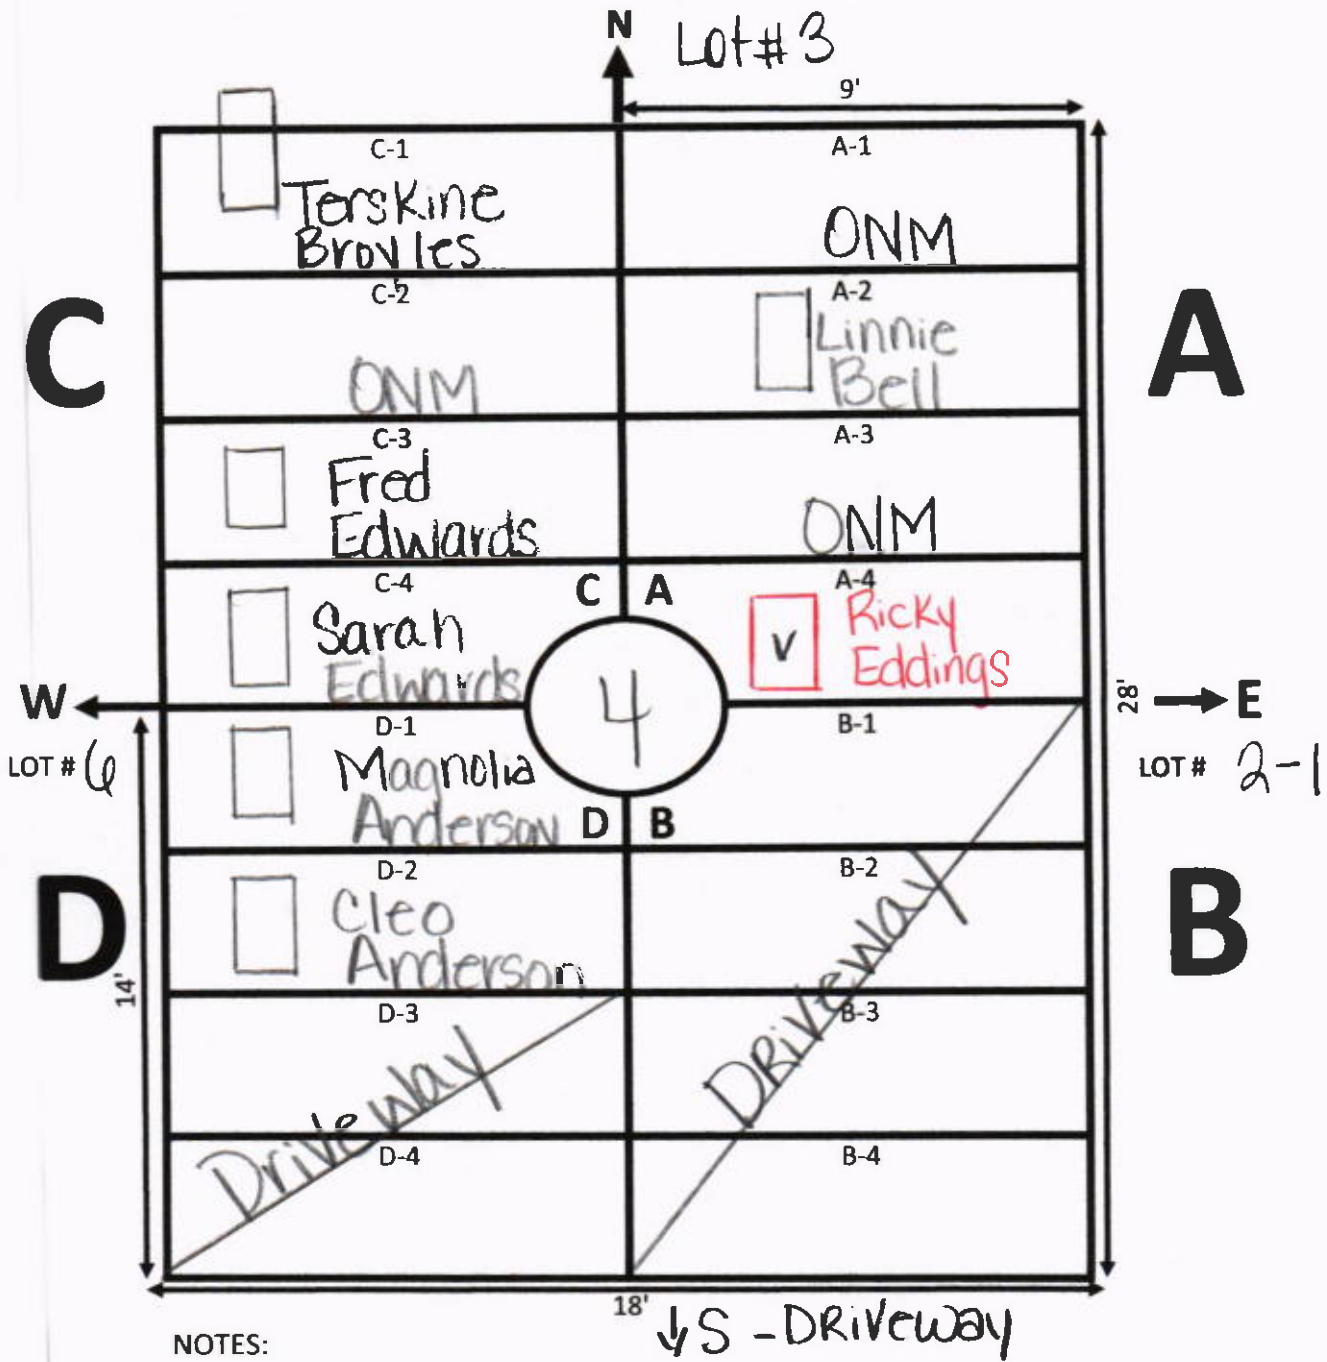 N Lot#3
9'
C-1
A-1
Terskine
Broyles
ONM
C-2
A-2
ONM
Linnie
Bell
C
A
C-3
A-3
Fred
Edwards
ONM
C-4
C A
A-4
Sarah
Edwards
V
Ricky
Eddings
W
4
28'
E
D-1
B-1
LOT # 6
LOT # 2-1
Magnolia
Anderson
D B
D-2
B-2
Cleo
Anderson
D
B
14'
D-3
B-3
Driveway
DRiveway
D-4
B-4
18'
S - DRiveway
NOTES: